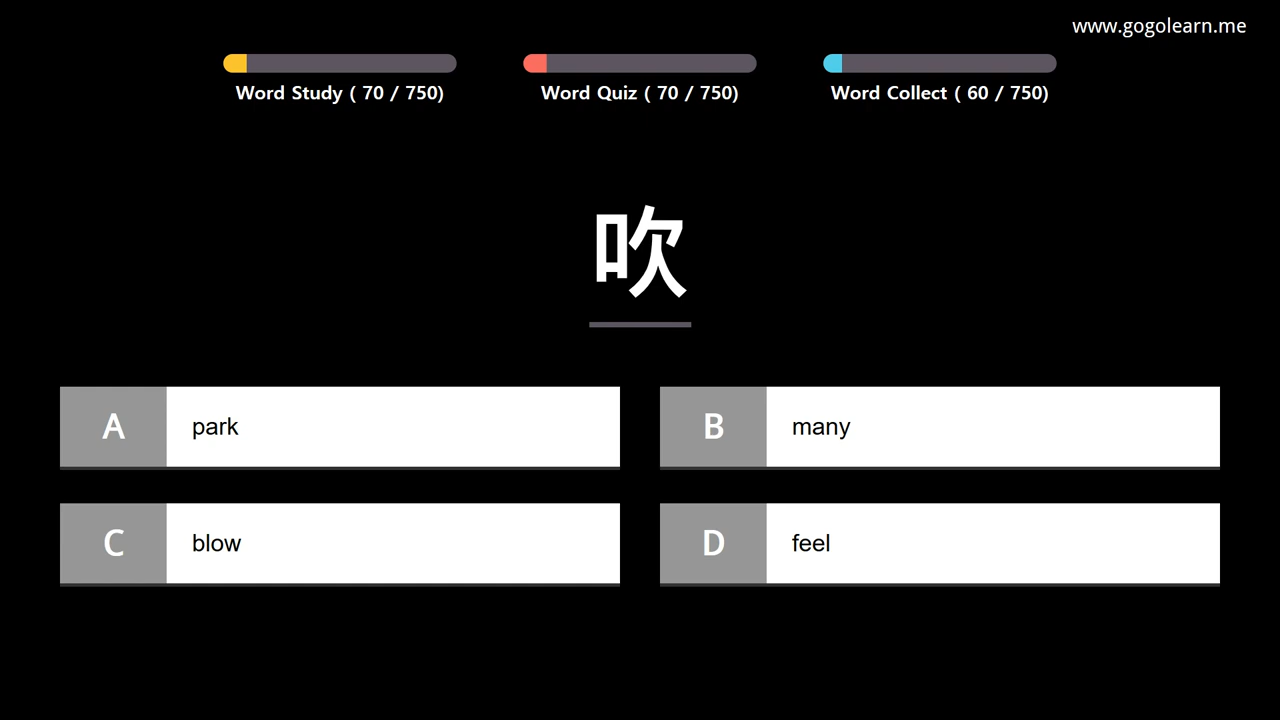 www.gogolearn.me
Word Study ( 70 / 750)
Word Quiz ( 70 / 750)
Word Collect ( 60 / 750)
吹
A park
B many
C blow
D feel